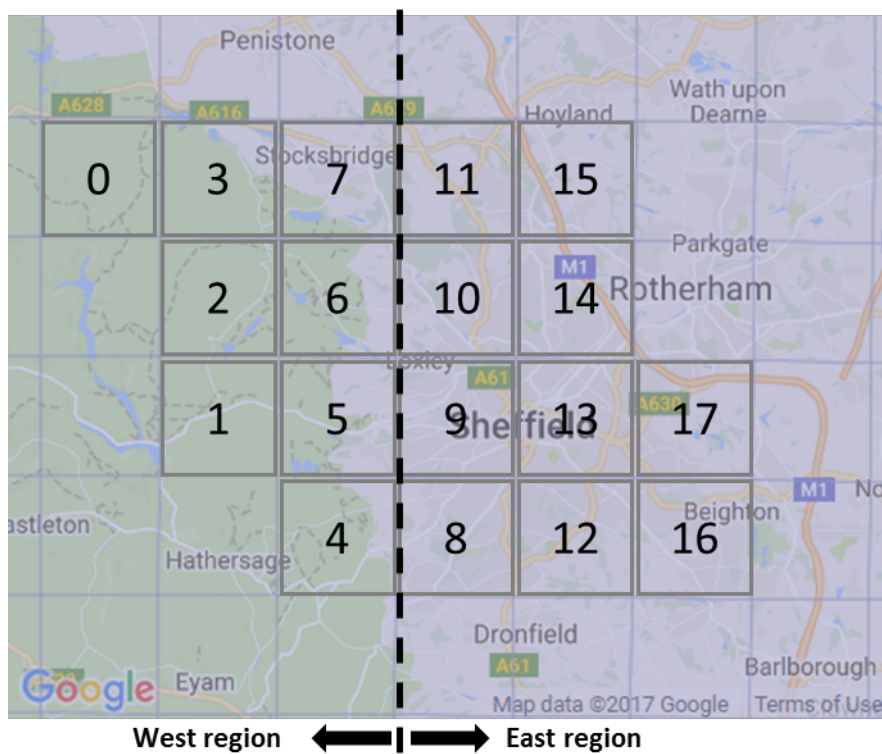 Penistone
Wath upon
Dearne
A628
A616
Hoyland
Stocksbridge
0
3
7
11
15
Parkgate
M1
Rotherham
2
6
10
14
Loxley
A61
A630
1
5
9
13
17
Sheffield
M1
Beighton
astleton
Hathersage
4
8
12
16
Dronfield
A61
Barlborough
Google
Eyam
Map data ©2017 Google
Terms of Use
West region
East region